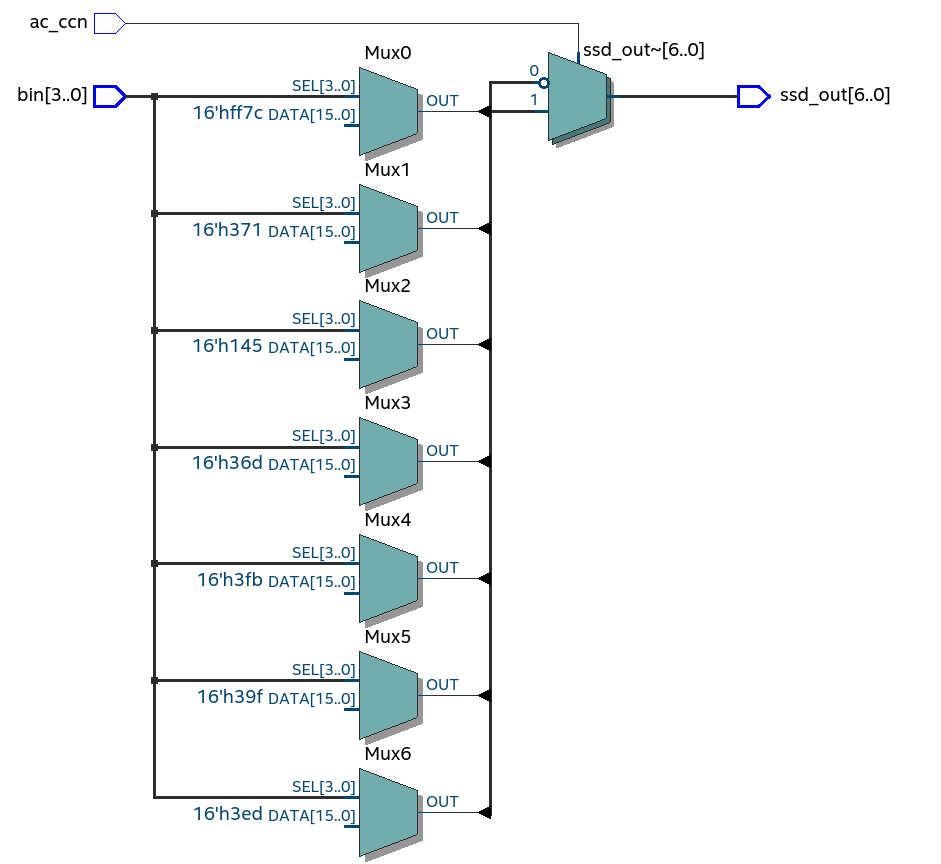 ac_ccn
bin[3..0]
Mux0
SEL[3..0]
16'hff7c DATA[15..0]
OUT
0
1
ssd_out~[6..0]
ssd_out[6..0]
Mux1
SEL[3..0]
16'h371 DATA[15..0]
OUT
Mux2
SEL[3..0]
16'h145 DATA[15..0]
OUT
Mux3
SEL[3..0]
16'h36d DATA[15..0]
OUT
Mux4
SEL[3..0]
16'h3fb DATA[15..0]
OUT
Mux5
SEL[3..0]
16'h39f DATA[15..0]
OUT
Mux6
SEL[3..0]
16'h3ed DATA[15..0]
OUT